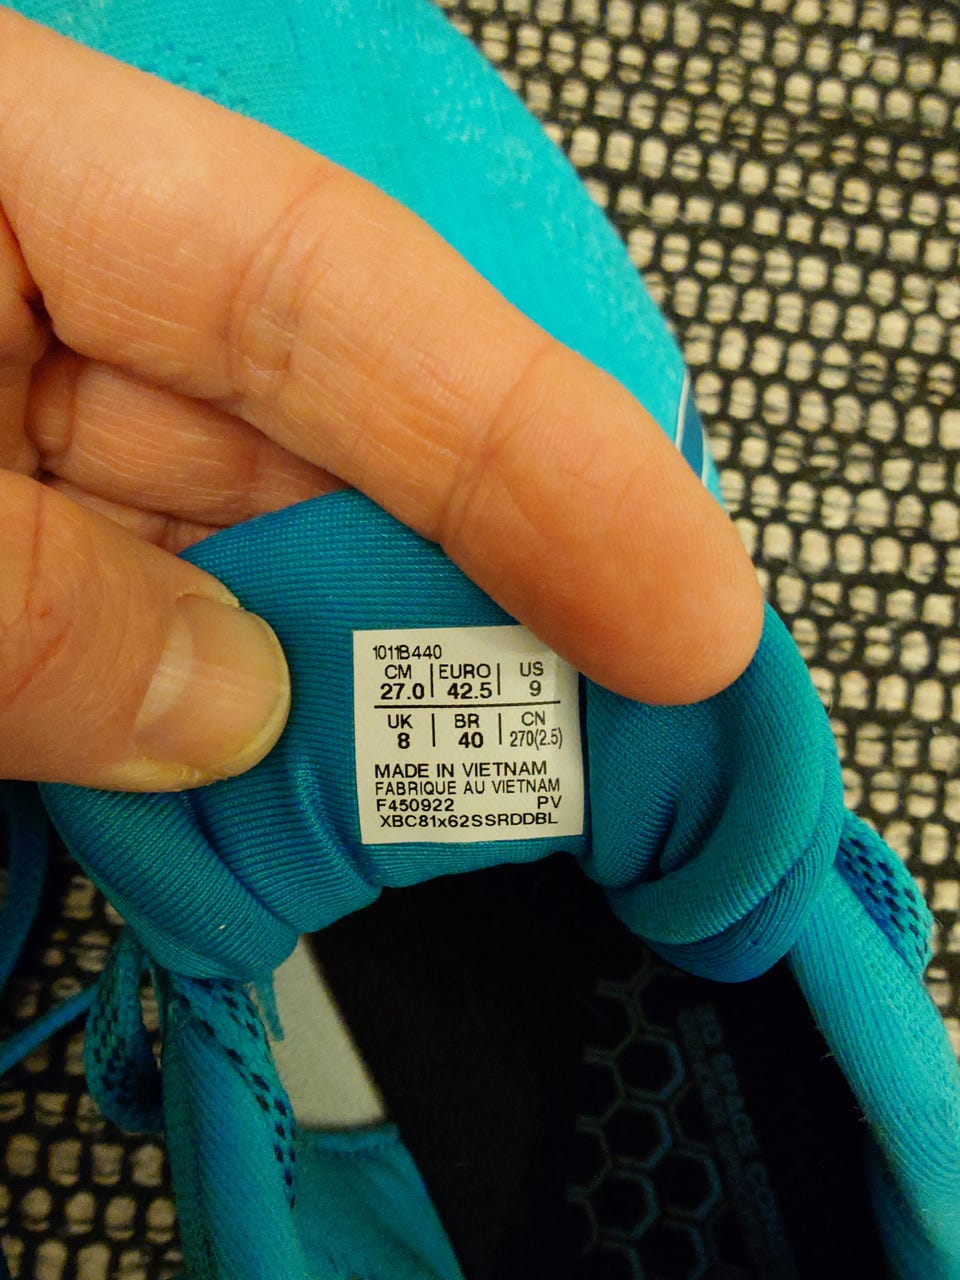 1011B440
CM | EURO | US
27.0 | 42.5 | 9
UK | BR | CN
8 | 40 | 270(2.5)
MADE IN VIETNAM
FABRIQUE AU VIETNAM
F450922 PV
XBC81x62SSRDDBL